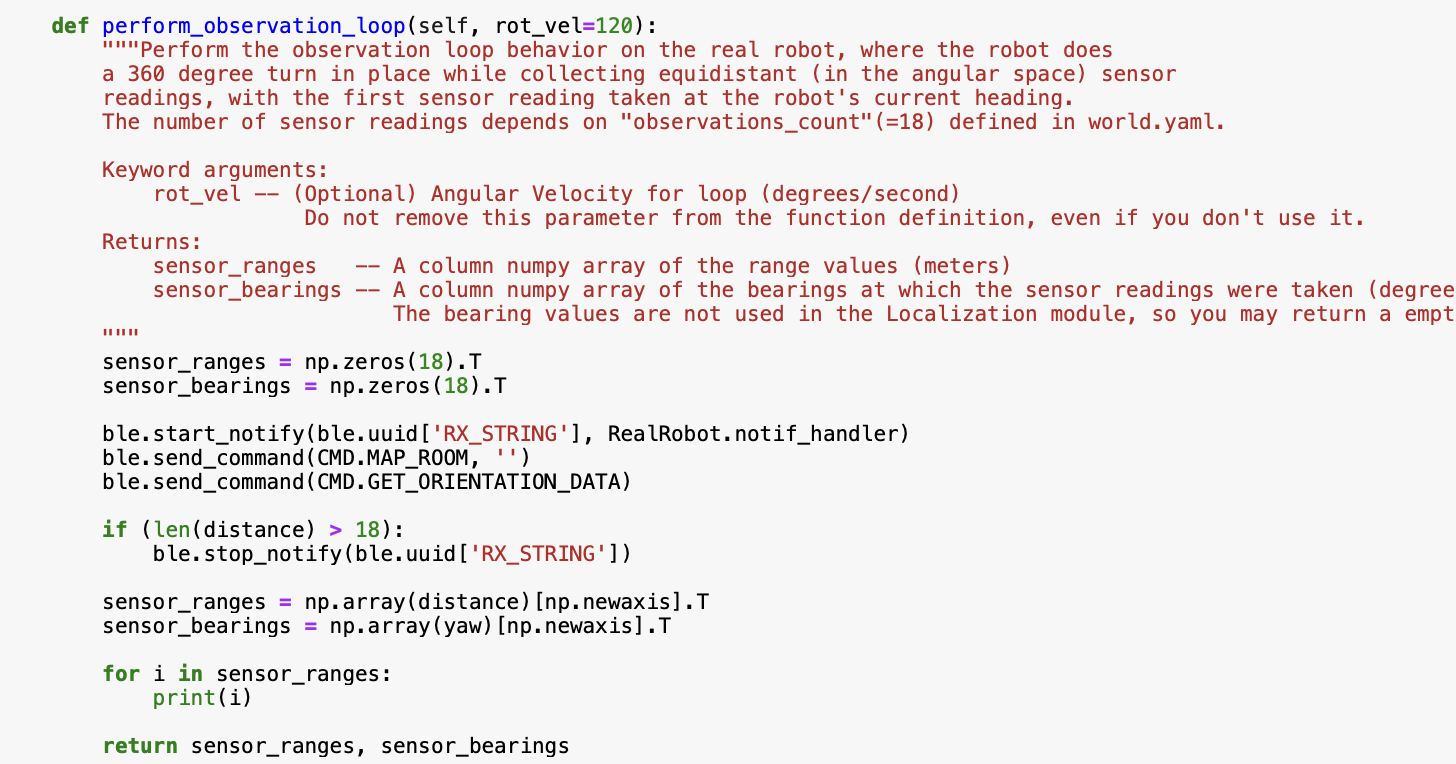 def perform_observation_loop(self, rot_vel=120):
"""Perform the observation loop behavior on the real robot, where the robot does
a 360 degree turn in place while collecting equidistant (in the angular space) sensor
readings, with the first sensor reading taken at the robot's current heading.
The number of sensor readings depends on "observations_count"(=18) defined in world.yaml.
Keyword arguments:
rot_vel -- (Optional) Angular Velocity for loop (degrees/second)
Do not remove this parameter from the function definition, even if you don't use it.
Returns:
sensor_ranges -- A column numpy array of the range values (meters)
sensor_bearings -- A column numpy array of the bearings at which the sensor readings were taken (degree
The bearing values are not used in the Localization module, so you may return a empt
"""
sensor_ranges = np.zeros(18).T
sensor_bearings = np.zeros(18).T
ble.start_notify(ble.uuid['RX_STRING'], RealRobot.notif_handler)
ble.send_command(CMD.MAP_ROOM, '')
ble.send_command(CMD.GET_ORIENTATION_DATA)
if (len(distance) > 18):
ble.stop_notify(ble.uuid['RX_STRING'])
sensor_ranges = np.array(distance)[np.newaxis].T
sensor_bearings = np.array(yaw)[np.newaxis].T
for i in sensor_ranges:
print(i)
return sensor_ranges, sensor_bearings